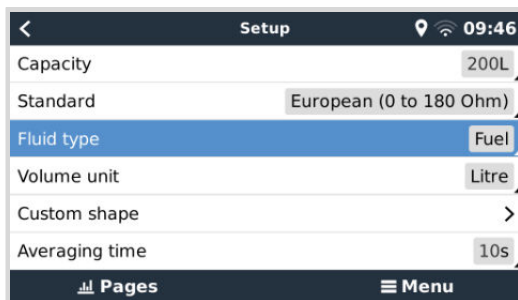 Setup 09:46
Capacity 200L
Standard European (0 to 180 Ohm)
Fluid type Fuel
Volume unit Litre
Custom shape
Averaging time 10s
Pages Menu